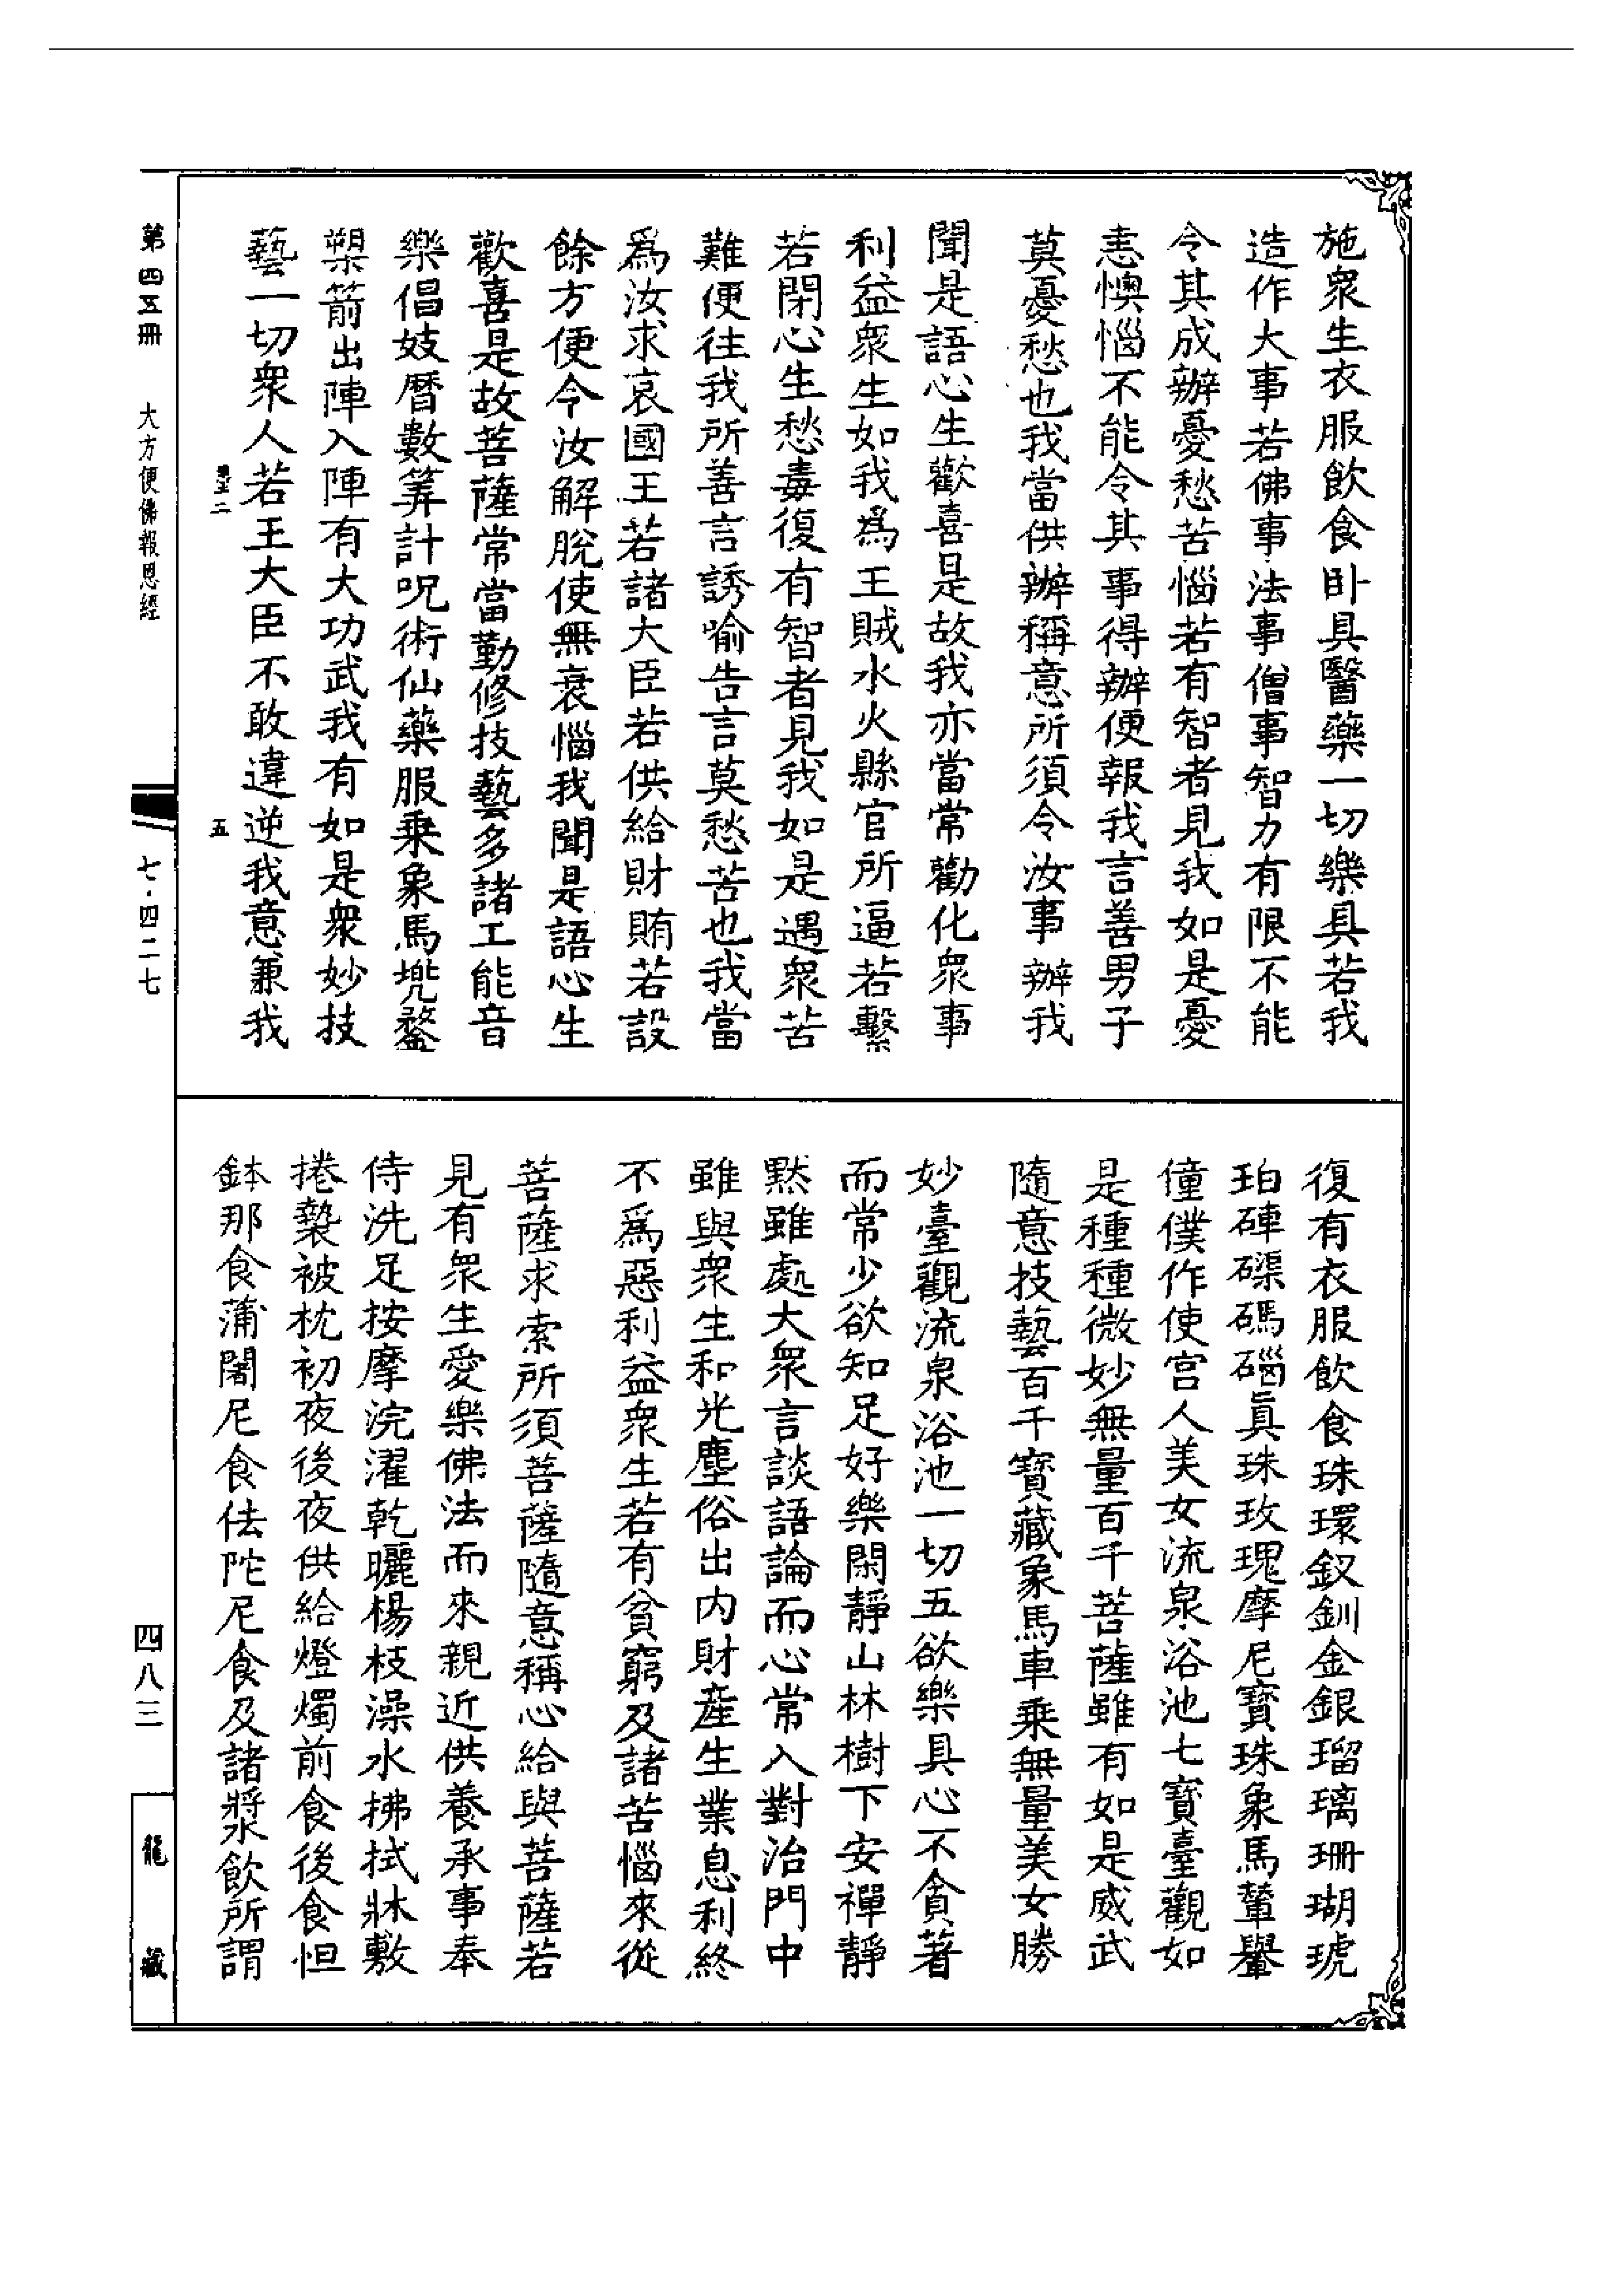 施衆生衣服飲食卧具醫藥一切樂具若我
造作大事若佛事法事僧事智力有限不能
令其成辦憂愁苦惱若有智者見我如是憂
恚懊惱不能令其事得辦便報我言善男子
莫憂愁也我當供辦稱意所須令汝事辦我
聞是語心生歡喜是故我亦當常勸化衆事
利益衆生如我爲王賊水火縣官所逼若繫
若閉心生愁毒復有智者見我如是遇衆苦
難便往我所善言誘喻告言莫愁苦也我當
爲汝求哀國王若諸大臣若供給財賄若設
餘方便令汝解脫使無衰惱我聞是語心生
歡喜是故菩薩常當勤修技藝多諸工能音
樂倡妓曆數筭計呪術仙藥服乗象馬兠鍪
槊箭出陣入陣有大功武我有如是衆妙技
藝一切衆人若王大臣不敢違逆我意兼我
二
五
復有衣服飲食珠環釵釧金銀瑠璃珊瑚琥
珀硨磲碼碯眞珠玫瑰摩尼寶珠象馬輦轝
僮僕作使宫人美女流泉浴池七寳臺觀如
是種種微妙無量百千菩薩雖有如是威武
隨意技藝百千寳藏象馬車乗無量美女勝
妙臺觀流泉浴池一切五欲樂具心不貪著
而常少欲知足好樂閑靜山林樹下安禪靜
黙雖處大衆言談語論而心常入對治門中
雖與衆生和光塵俗出内財産生業息利終
不爲惡利益衆生若有貧窮及諸苦惱來從
菩薩求索所須菩薩隨意稱心給與菩薩若
見有衆生愛樂佛法而來親近供養承事奉
侍洗足按摩浣濯乾曬楊枝澡水拂拭牀敷
捲褻被枕初夜後夜供給燈燭前食後食怛
鉢那食蒲闍尼食佉陀尼食及諸漿飲所謂
第四五冊
大方便佛報恩經
七·四二七
四八三
龍藏